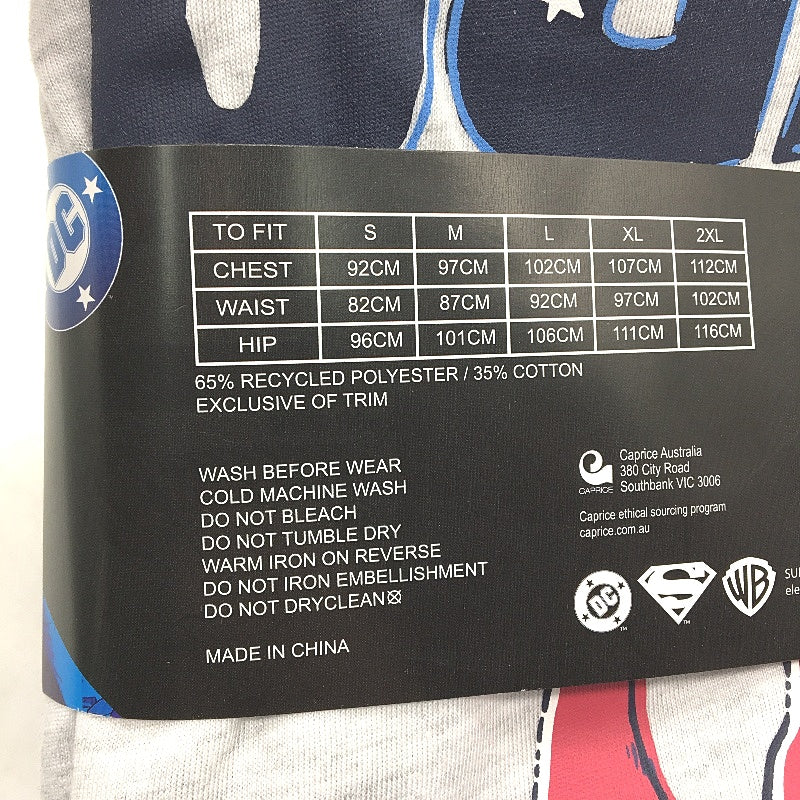 DC
TO FIT S M L XL 2XL
CHEST 92CM 97CM 102CM 107CM 112CM
WAIST 82CM 87CM 92CM 97CM 102CM
HIP 96CM 101CM 106CM 111CM 116CM
65% RECYCLED POLYESTER / 35% COTTON
EXCLUSIVE OF TRIM
WASH BEFORE WEAR
COLD MACHINE WASH
DO NOT BLEACH
DO NOT TUMBLE DRY
WARM IRON ON REVERSE
DO NOT IRON EMBELLISHMENT
DO NOT DRYCLEAN
MADE IN CHINA
CAPRICE
Caprice Australia
380 City Road
Southbank VIC 3006
Caprice ethical sourcing program
caprice.com.au
DC TM S TM WB